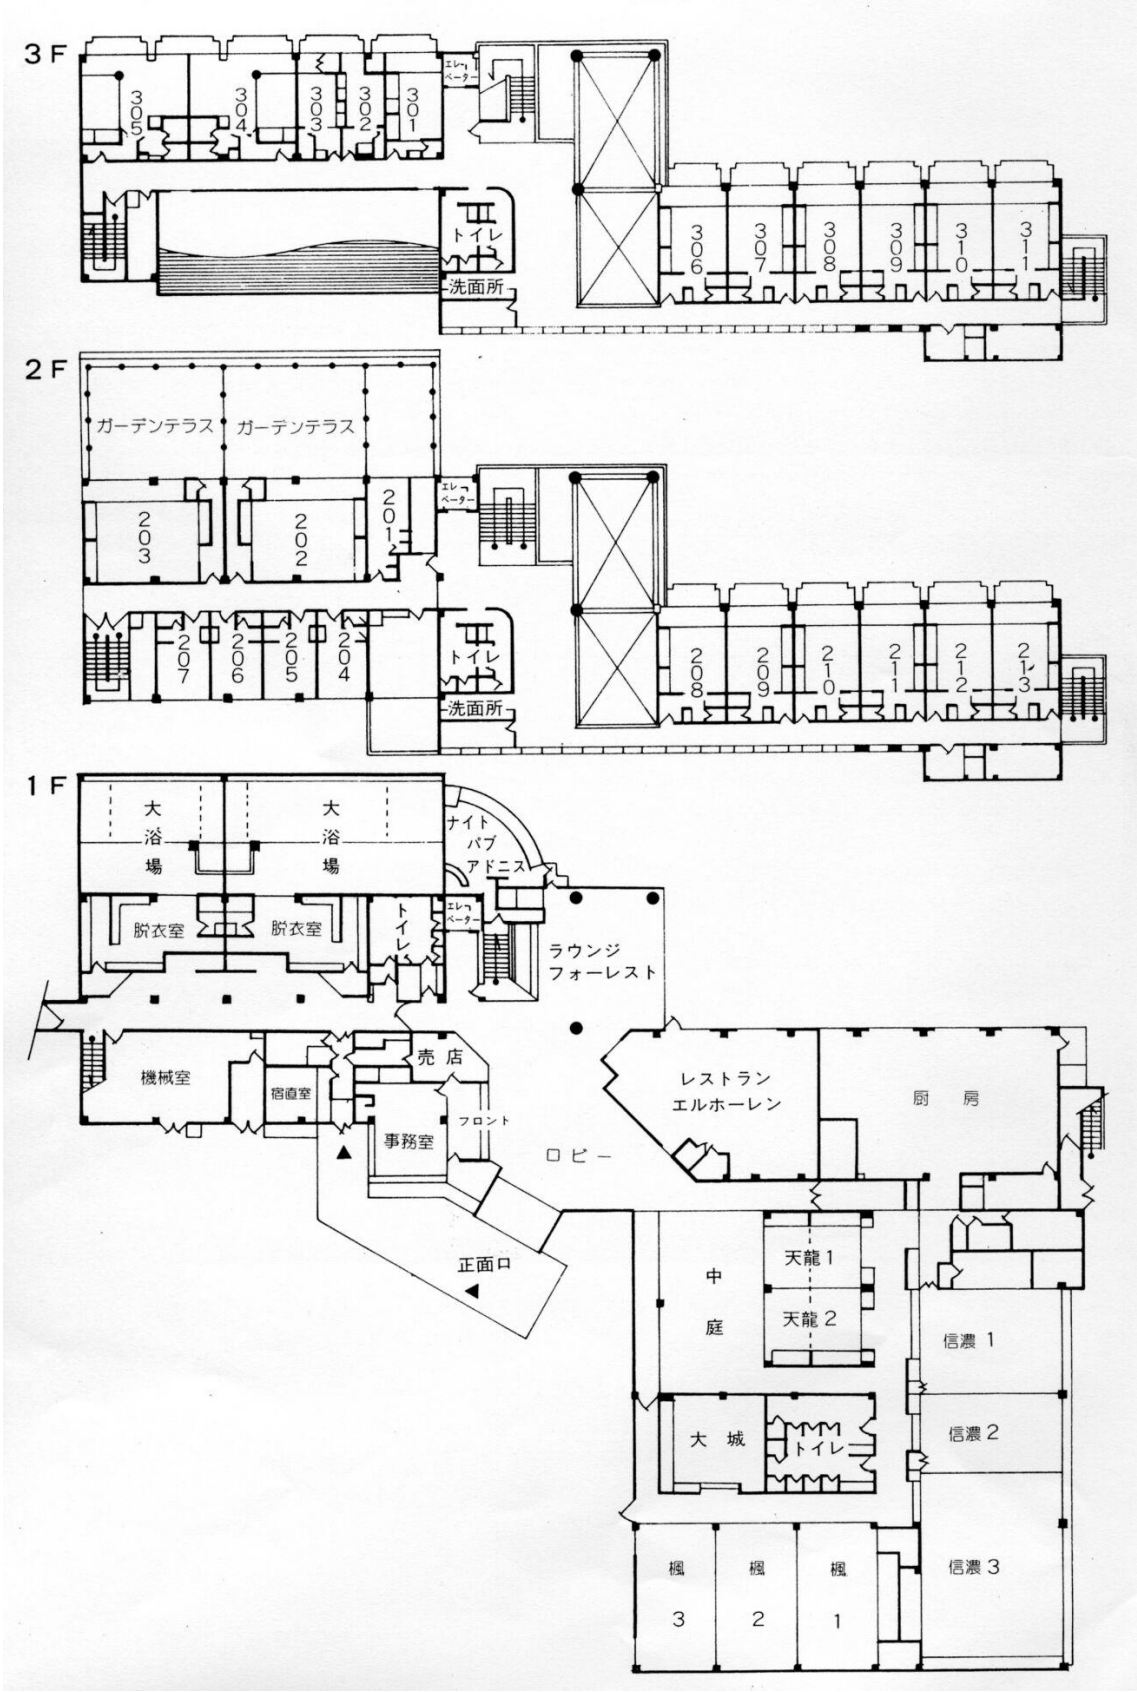 3F
305
304
303
302
301
エレベーター
トイレ
洗面所
306
307
308
309
310
311
2F
ガーデンテラス
ガーデンテラス
203
202
201
エレベーター
207
206
205
204
トイレ
洗面所
208
209
210
211
212
213
1F
大浴場
大浴場
ナイト
パブ
アドニス
脱衣室
脱衣室
トイレ
エレベーター
ラウンジ
フォーレスト
機械室
宿直室
売店
フロント
事務室
ロビー
レストラン
エルホーレン
厨房
正面口
中庭
天龍1
天龍2
信濃1
信濃2
信濃3
大城
トイレ
楓3
楓2
楓1